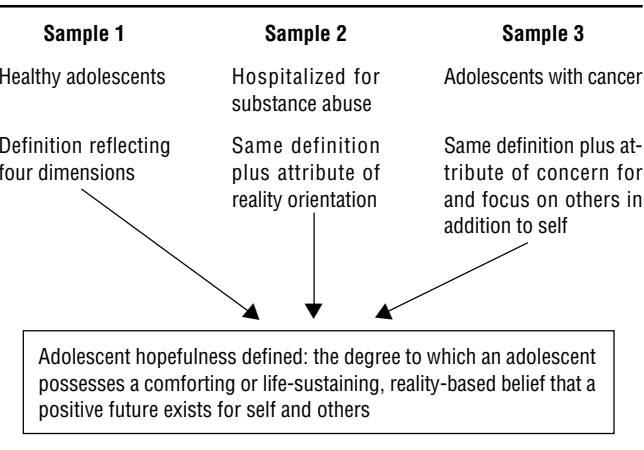 Sample 1
Sample 2
Sample 3
Healthy adolescents
Hospitalized for
substance abuse
Adolescents with cancer
Definition reflecting
four dimensions
Same definition
plus attribute of
reality orientation
Same definition plus at-
tribute of concern for
and focus on others in
addition to self
Adolescent hopefulness defined: the degree to which an adolescent
possesses a comforting or life-sustaining, reality-based belief that a
positive future exists for self and others